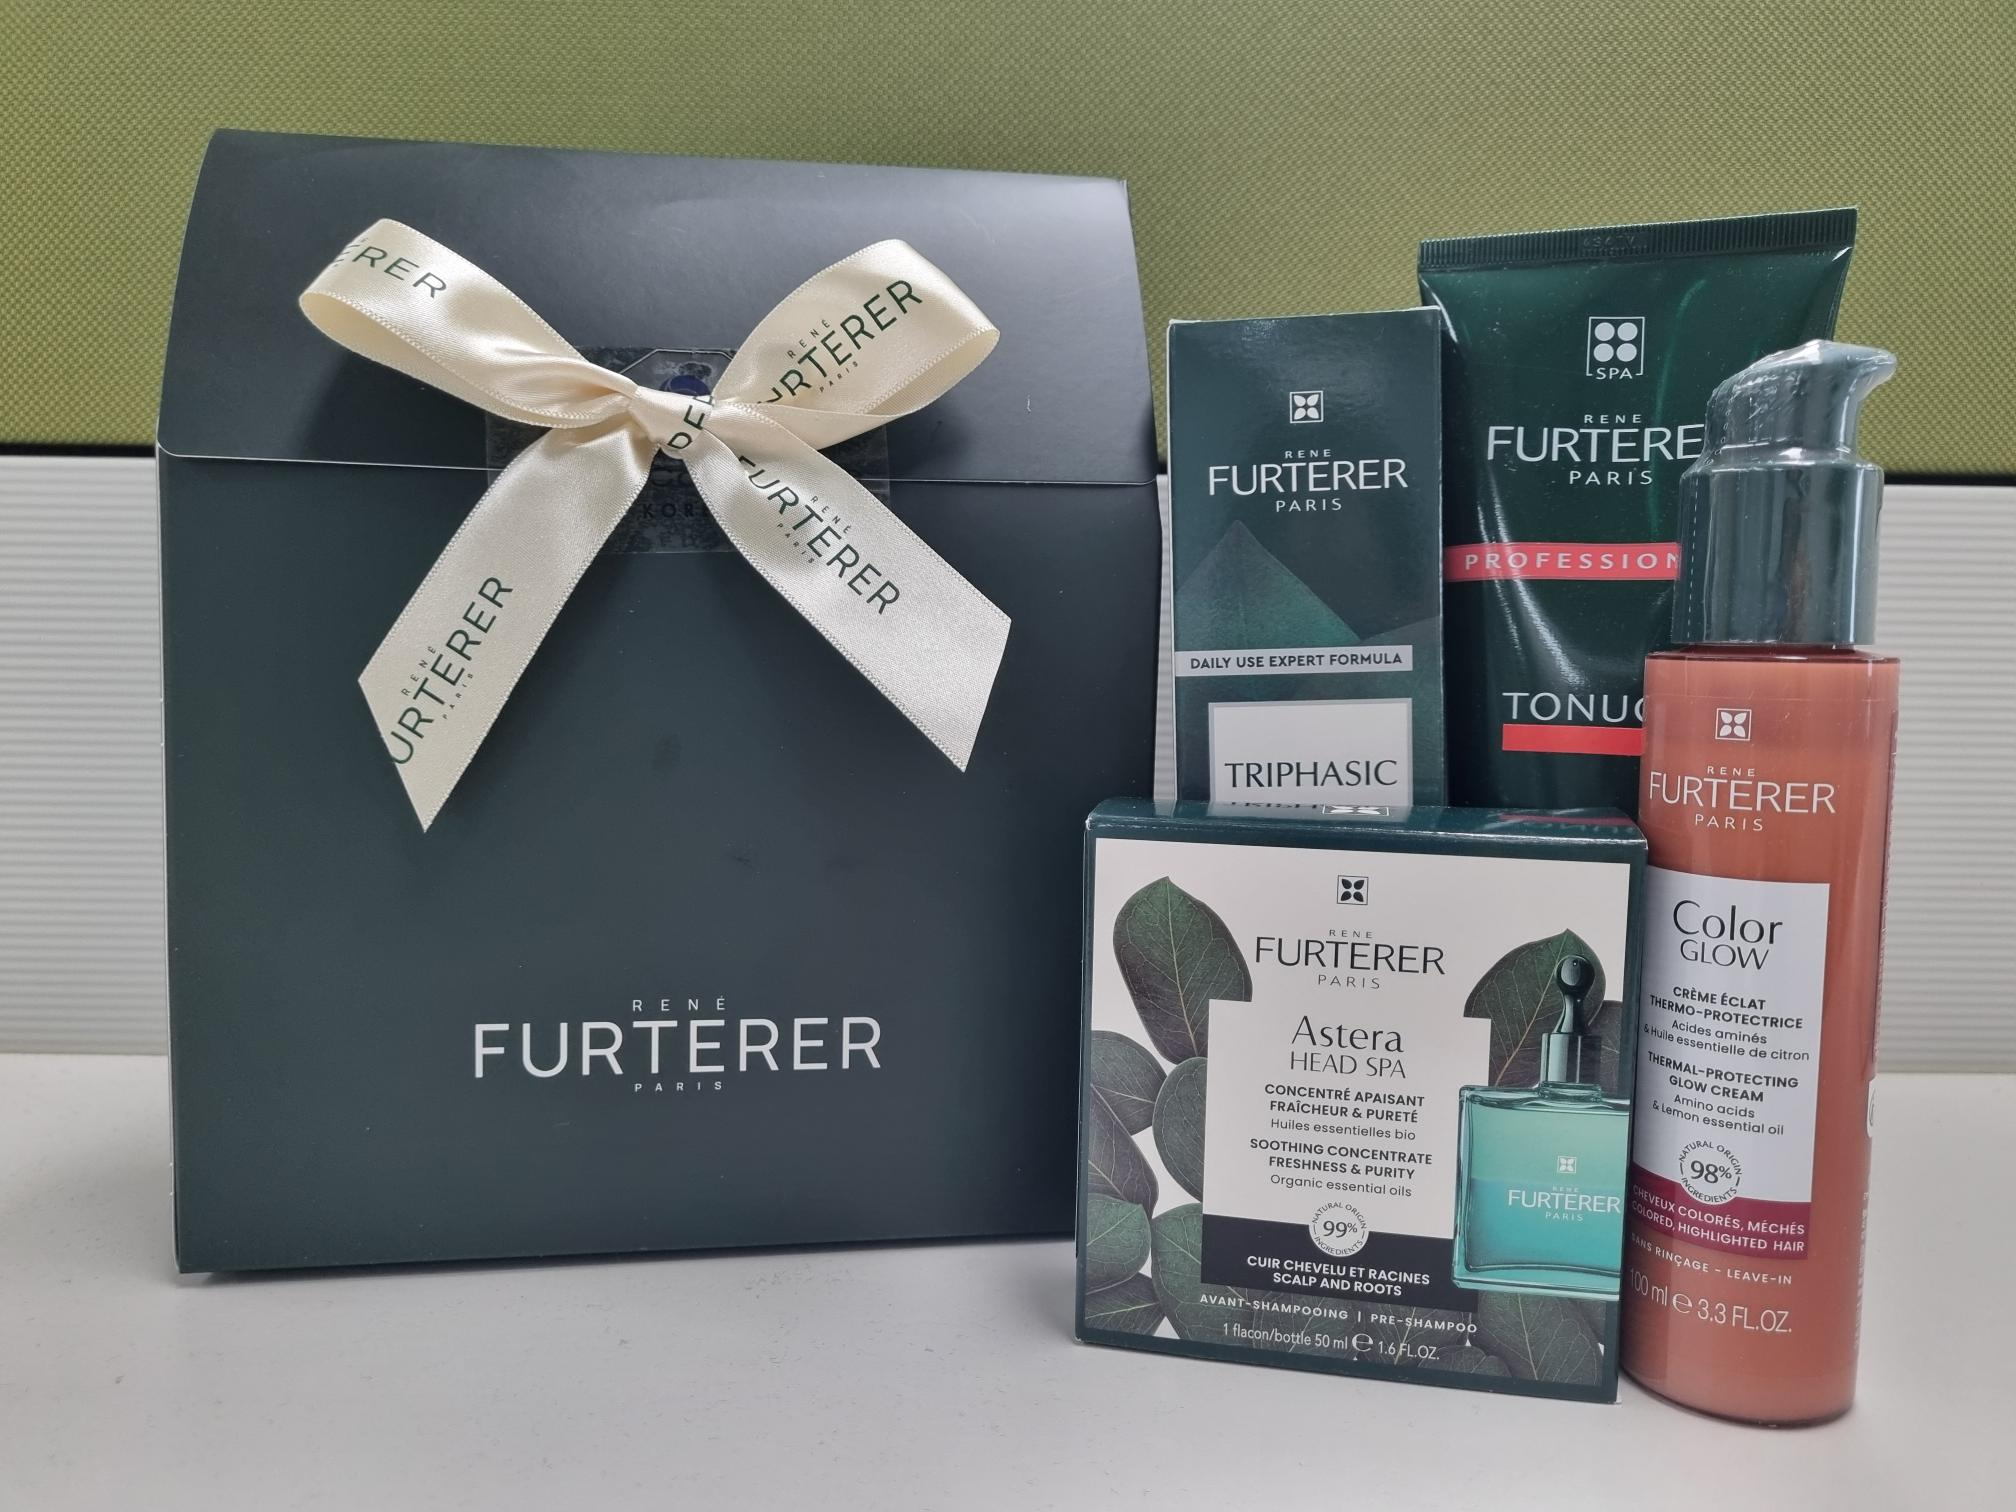 RENÉ
FURTERER
PARIS
RENÉ
FURTERER
PARIS
RENÉ
FURTERER
PARIS
KOR
RENE
FURTERER
PARIS
DAILY USE EXPERT FORMULA
TRIPHASIC
SPA
RENE
FURTERE
PARIS
PROFESSION
TONUC
RENE
FURTERER
PARIS
Astera
HEAD SPA
CONCENTRÉ APAISANT
FRAÎCHEUR & PURETÉ
Huiles essentielles bio
SOOTHING CONCENTRATE
FRESHNESS & PURITY
Organic essential oils
NATURAL ORIGIN
99%
INGREDIENTS
CUIR CHEVELU ET RACINES
SCALP AND ROOTS
AVANT-SHAMPOOING | PRE-SHAMPOO
1 flacon/bottle 50 ml ℮ 1.6 FL.OZ.
RENE
FURTERER
PARIS
RENE
FURTERER
PARIS
Color
GLOW
CRÈME ÉCLAT
THERMO-PROTECTRICE
Acides aminés
& Huile essentielle de citron
THERMAL-PROTECTING
GLOW CREAM
Amino acids
& Lemon essential oil
NATURAL ORIGIN
98%
INGREDIENTS
CHEVEUX COLORÉS, MÉCHÉS
COLORED, HIGHLIGHTED HAIR
SANS RINÇAGE - LEAVE-IN
100 ml ℮ 3.3 FL.OZ.